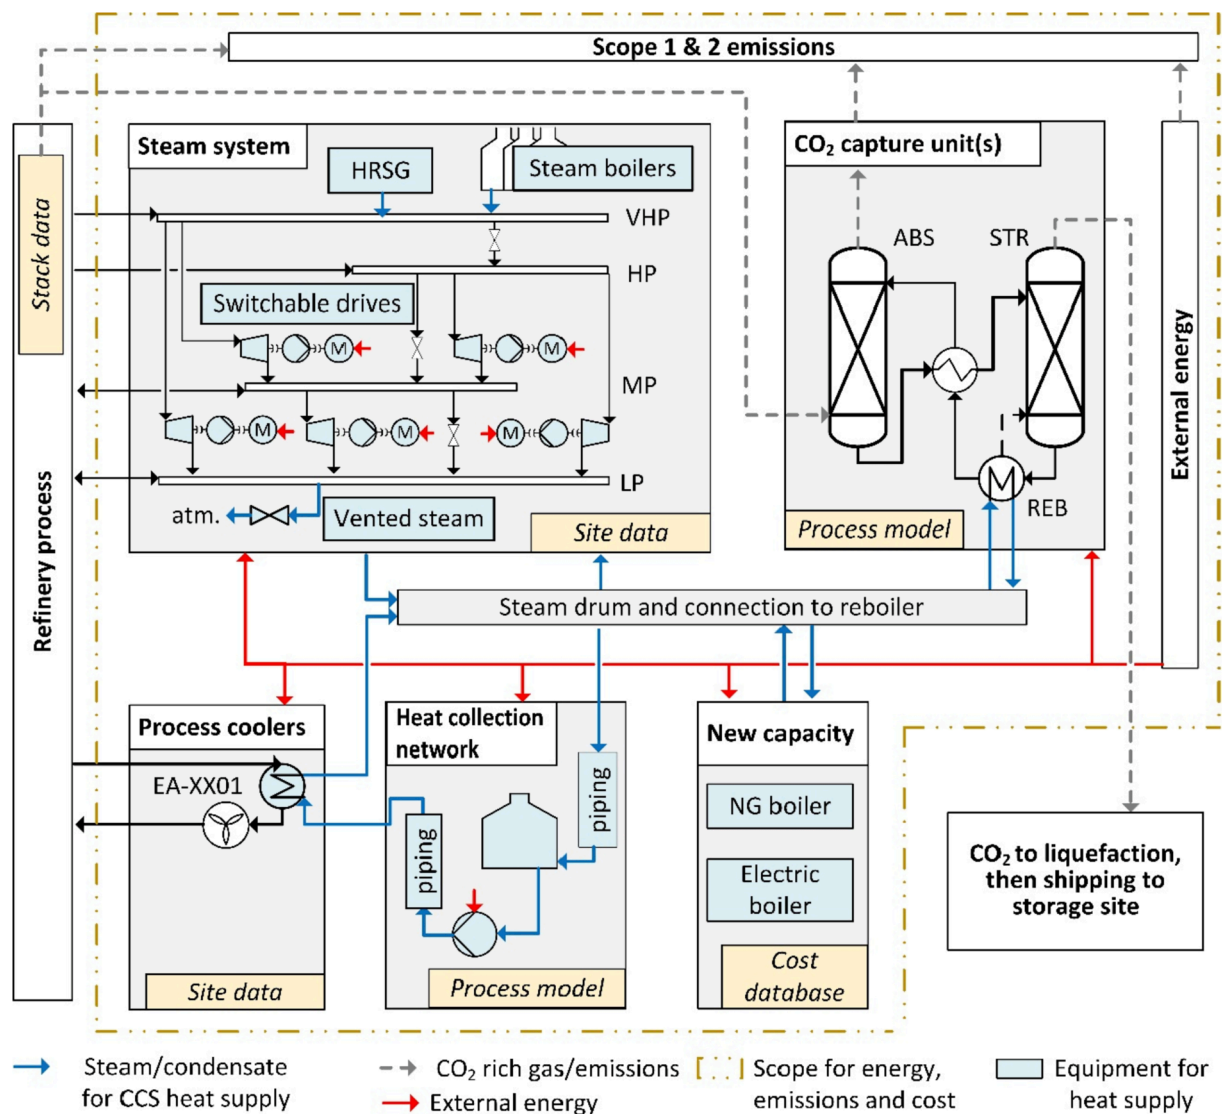 Scope 1 & 2 emissions
Refinery process
Stack data
Steam system
HRSG
Steam boilers
VHP
HP
Switchable drives
M
M
MP
M
M
M
LP
atm.
Vented steam
Site data
CO₂ capture unit(s)
ABS
STR
REB
Process model
External energy
Steam drum and connection to reboiler
Process coolers
EA-XX01
Site data
Heat collection
network
piping
piping
Process model
New capacity
NG boiler
Electric
boiler
Cost
database
CO₂ to liquefaction,
then shipping to
storage site
Steam/condensate
for CCS heat supply
CO₂ rich gas/emissions
External energy
Scope for energy,
emissions and cost
Equipment for
heat supply